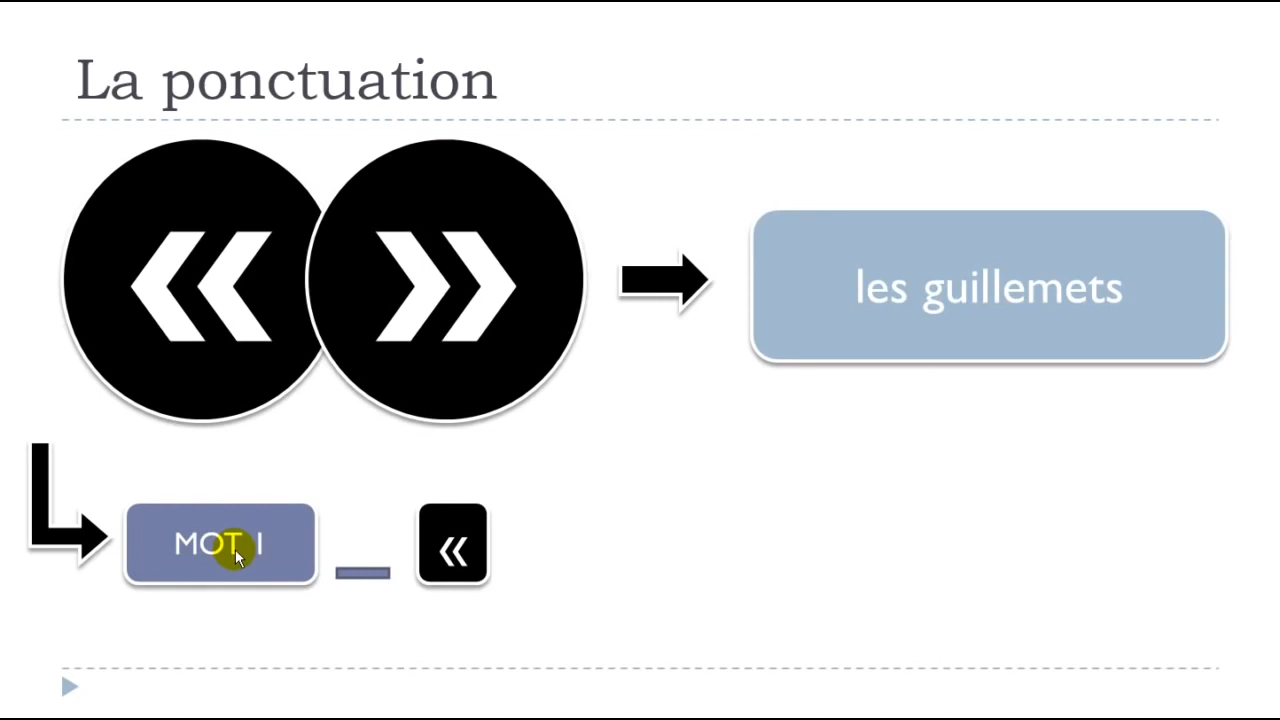 La ponctuation
« »
les guillemets
MOT 1 _ «